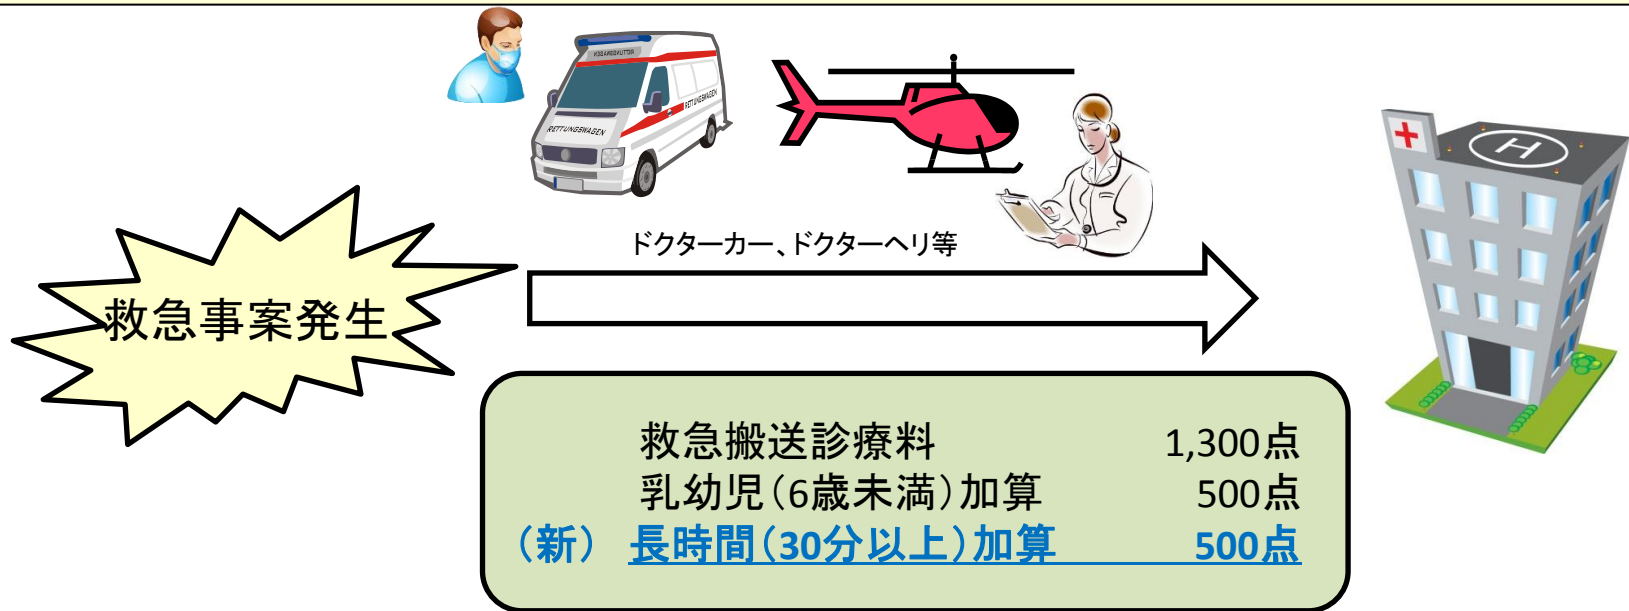 RETTUNGSWAGEN
RETTUNGSWAGEN
ドクターカー、ドクターヘリ等
H
救急事案発生
救急搬送診療料 1,300点
乳幼児(6歳未満)加算 500点
(新) 長時間(30分以上)加算 500点